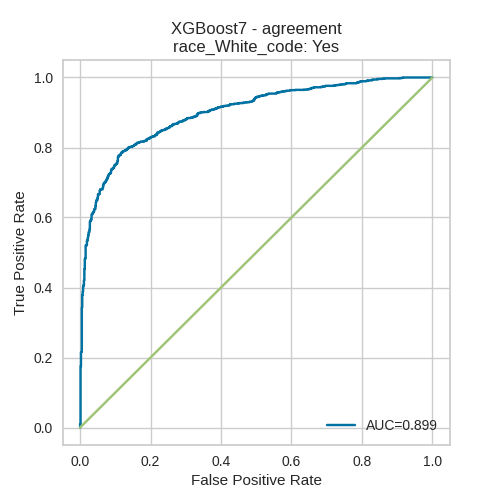 XGBoost7 - agreement
race_White_code: Yes
True Positive Rate
1.0
0.8
0.6
0.4
0.2
0.0
AUC=0.899
0.0 0.2 0.4 0.6 0.8 1.0
False Positive Rate